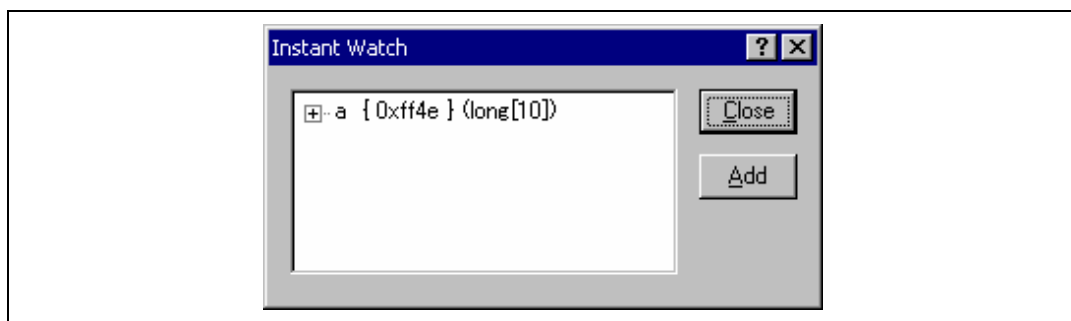 Instant Watch
a { 0xff4e } (long[10])
Close
Add